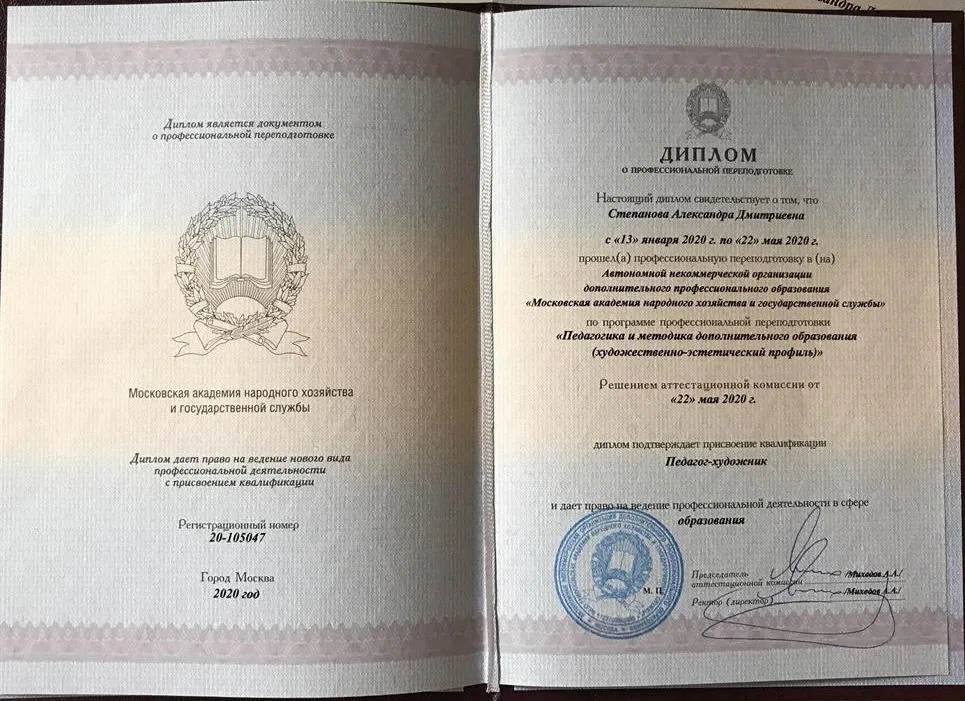 Диплом является документом
о профессиональной переподготовке
Московская академия народного хозяйства
и государственной службы
Диплом дает право на ведение нового вида
профессиональной деятельности
с присвоением квалификации
Регистрационный номер
20-105047
Город Москва
2020 год
ДИПЛОМ
О ПРОФЕССИОНАЛЬНОЙ ПЕРЕПОДГОТОВКЕ
Настоящий диплом свидетельствует о том, что
Степанова Александра Дмитриевна
с «13» января 2020 г. по «22» мая 2020 г.
прошел(а) профессиональную переподготовку в (на)
Автономной некоммерческой организации
дополнительного профессионального образования
«Московская академия народного хозяйства и государственной службы»
по программе профессиональной переподготовки
«Педагогика и методика дополнительного образования
(художественно-эстетический профиль)»
Решением аттестационной комиссии от
«22» мая 2020 г.
диплом подтверждает присвоение квалификации
Педагог-художник
и дает право на ведение профессиональной деятельности в сфере
образования
М. П.
Председатель
аттестационной комиссии /Михедов А.А./
Ректор (директор) /Михедов А.А./